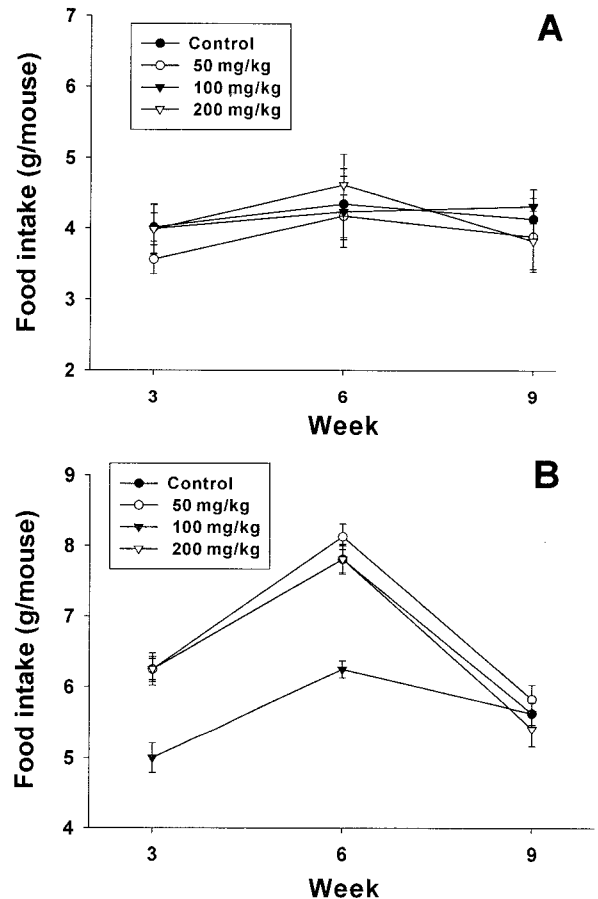 A
Control
50 mg/kg
100 mg/kg
200 mg/kg
Food intake (g/mouse)
7
6
5
4
3
2
3 6 9
Week
B
Control
50 mg/kg
100 mg/kg
200 mg/kg
Food intake (g/mouse)
9
8
7
6
5
4
3 6 9
Week